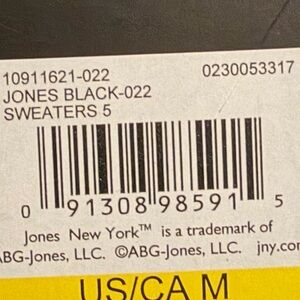 10911621-022 0230053317
JONES BLACK-022
SWEATERS 5
0 91308 98591 5
Jones New York™ is a trademark of
ABG-Jones, LLC. ©ABG-Jones, LLC. jny.com
US/CA M